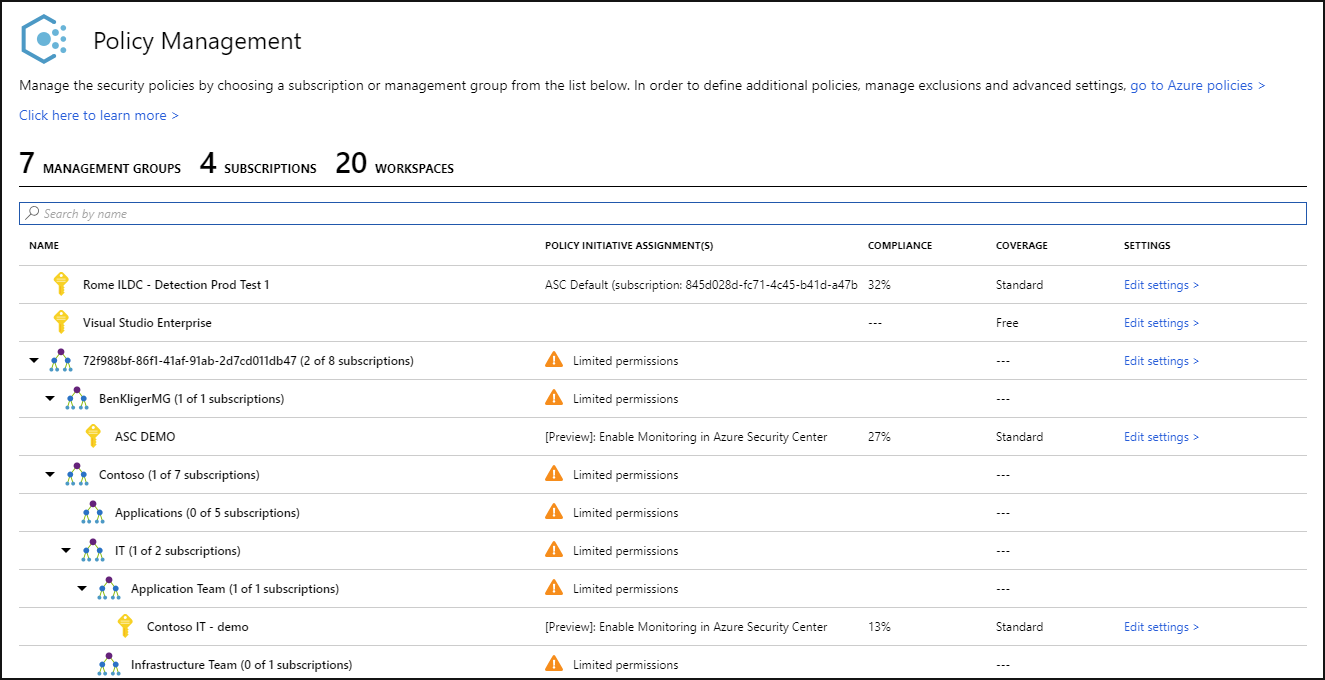 Policy Management
Manage the security policies by choosing a subscription or management group from the list below. In order to define additional policies, manage exclusions and advanced settings, go to Azure policies >
Click here to learn more >
7 MANAGEMENT GROUPS 4 SUBSCRIPTIONS 20 WORKSPACES
Search by name
NAME POLICY INITIATIVE ASSIGNMENT(S) COMPLIANCE COVERAGE SETTINGS
Rome ILDC - Detection Prod Test 1 ASC Default (subscription: 845d028d-fc71-4c45-b41d-a47b 32% Standard Edit settings >
Visual Studio Enterprise --- Free Edit settings >
72f988bf-86f1-41af-91ab-2d7cd011db47 (2 of 8 subscriptions) Limited permissions --- Edit settings >
BenKligerMG (1 of 1 subscriptions) Limited permissions ---
ASC DEMO [Preview]: Enable Monitoring in Azure Security Center 27% Standard Edit settings >
Contoso (1 of 7 subscriptions) Limited permissions ---
Applications (0 of 5 subscriptions) Limited permissions ---
IT (1 of 2 subscriptions) Limited permissions ---
Application Team (1 of 1 subscriptions) Limited permissions ---
Contoso IT - demo [Preview]: Enable Monitoring in Azure Security Center 13% Standard Edit settings >
Infrastructure Team (0 of 1 subscriptions) Limited permissions ---